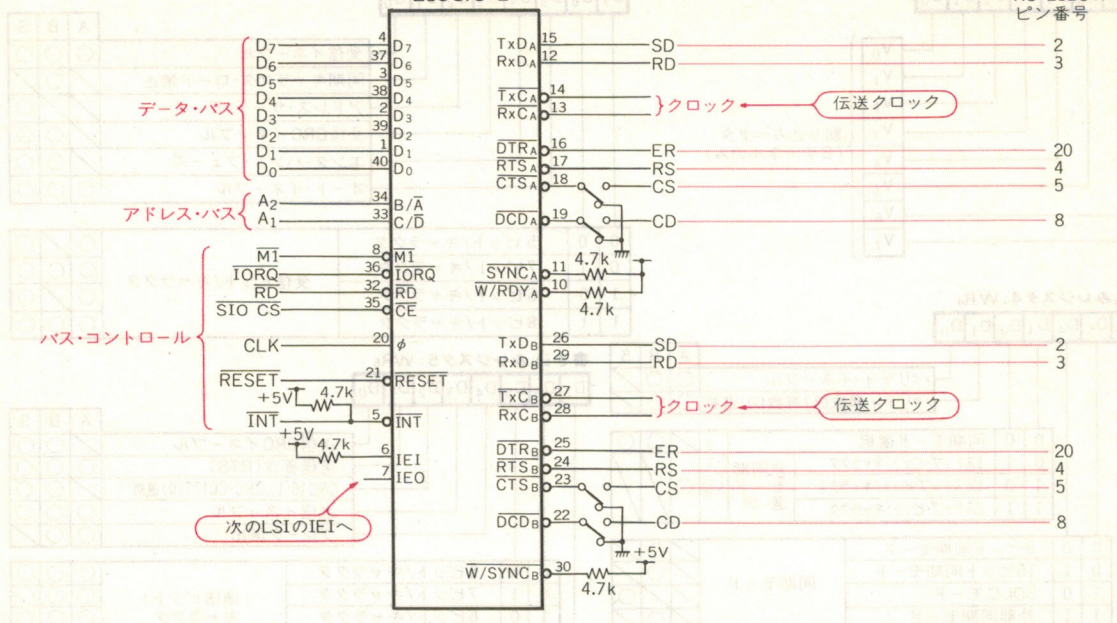 ピン番号
データ・バス
D7 4 D7
D6 37 D6
D5 3 D5
D4 38 D4
D3 2 D3
D2 39 D2
D1 1 D1
D0 40 D0
アドレス・バス
A2 34 B/A
A1 33 C/D
バス・コントロール
M1 8 M1
IORQ 36 IORQ
RD 32 RD
SIO CS 35 CE
CLK 20 φ
RESET 21 RESET
+5V 4.7k
INT 5 INT
+5V 4.7k 6 IEI
7 IEO
次のLSIのIEIへ
TxDA 15 SD 2
RxDA 12 RD 3
TxCA 14
RxCA 13
クロック 伝送クロック
DTRA 16 ER 20
RTSA 17 RS 4
CTSA 18 CS 5
DCDA 19 CD 8
SYNCA 11 4.7k
W/RDYA 10 4.7k
TxDB 26 SD 2
RxDB 29 RD 3
TxCB 27
RxCB 28
クロック 伝送クロック
DTRB 25 ER 20
RTSB 24 RS 4
CTSB 23 CS 5
DCDB 22 CD 8
+5V
W/SYNCB 30 4.7k